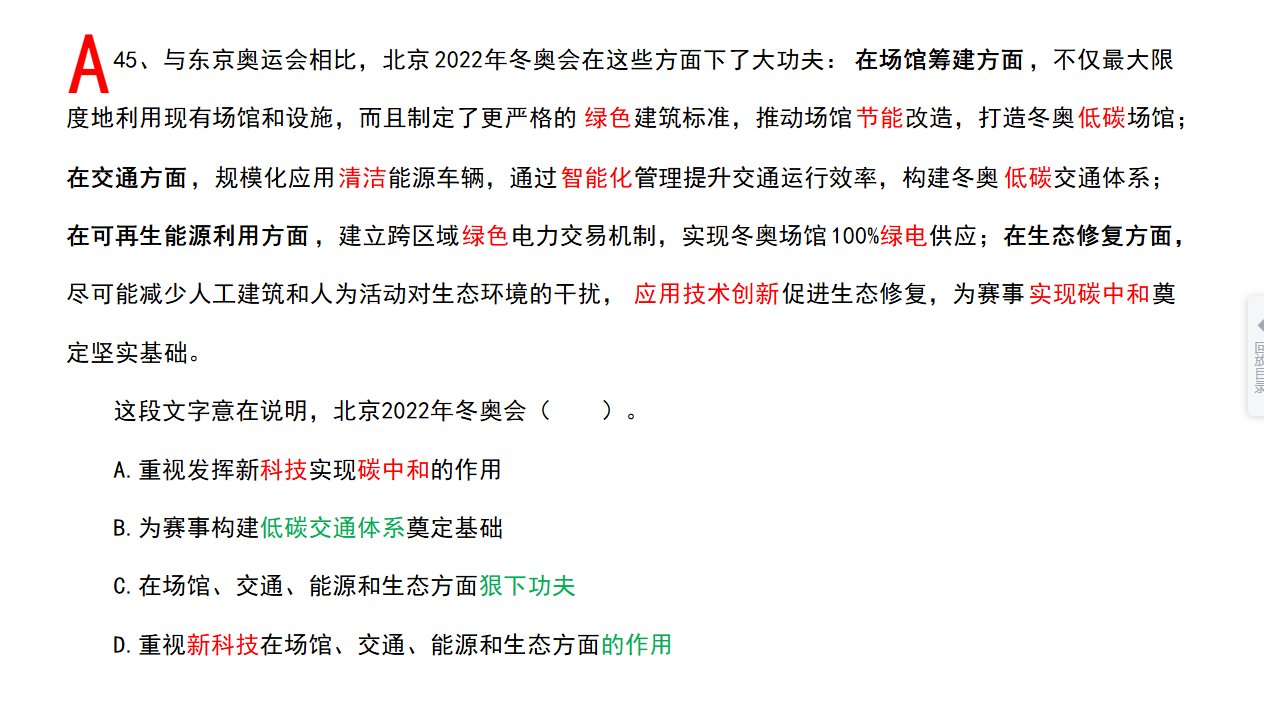 A 45、与东京奥运会相比，北京2022年冬奥会在这些方面下了大功夫：在场馆筹建方面，不仅最大限
度地利用现有场馆和设施，而且制定了更严格的绿色建筑标准，推动场馆节能改造，打造冬奥低碳场馆；
在交通方面，规模化应用清洁能源车辆，通过智能化管理提升交通运行效率，构建冬奥低碳交通体系；
在可再生能源利用方面，建立跨区域绿色电力交易机制，实现冬奥场馆100%绿电供应；在生态修复方面，
尽可能减少人工建筑和人为活动对生态环境的干扰，应用技术创新促进生态修复，为赛事实现碳中和奠
定坚实基础。
这段文字意在说明，北京2022年冬奥会（　　）。
A.重视发挥新科技实现碳中和的作用
B.为赛事构建低碳交通体系奠定基础
C.在场馆、交通、能源和生态方面狠下功夫
D.重视新科技在场馆、交通、能源和生态方面的作用
回放目录